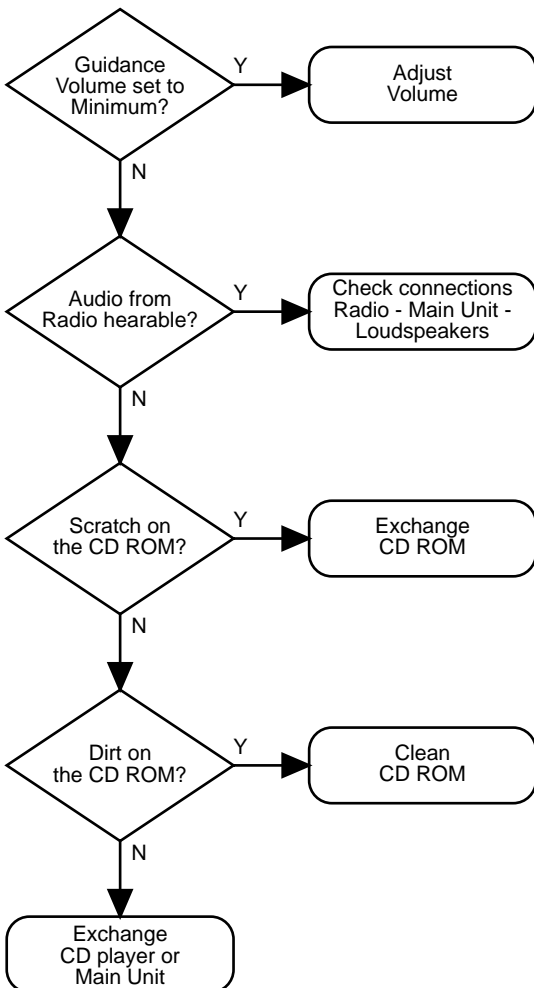 Guidance
Volume set to
Minimum?
Y
Adjust
Volume
N
Audio from
Radio hearable?
Y
Check connections
Radio - Main Unit -
Loudspeakers
N
Scratch on
the CD ROM?
Y
Exchange
CD ROM
N
Dirt on
the CD ROM?
Y
Clean
CD ROM
N
Exchange
CD player or
Main Unit